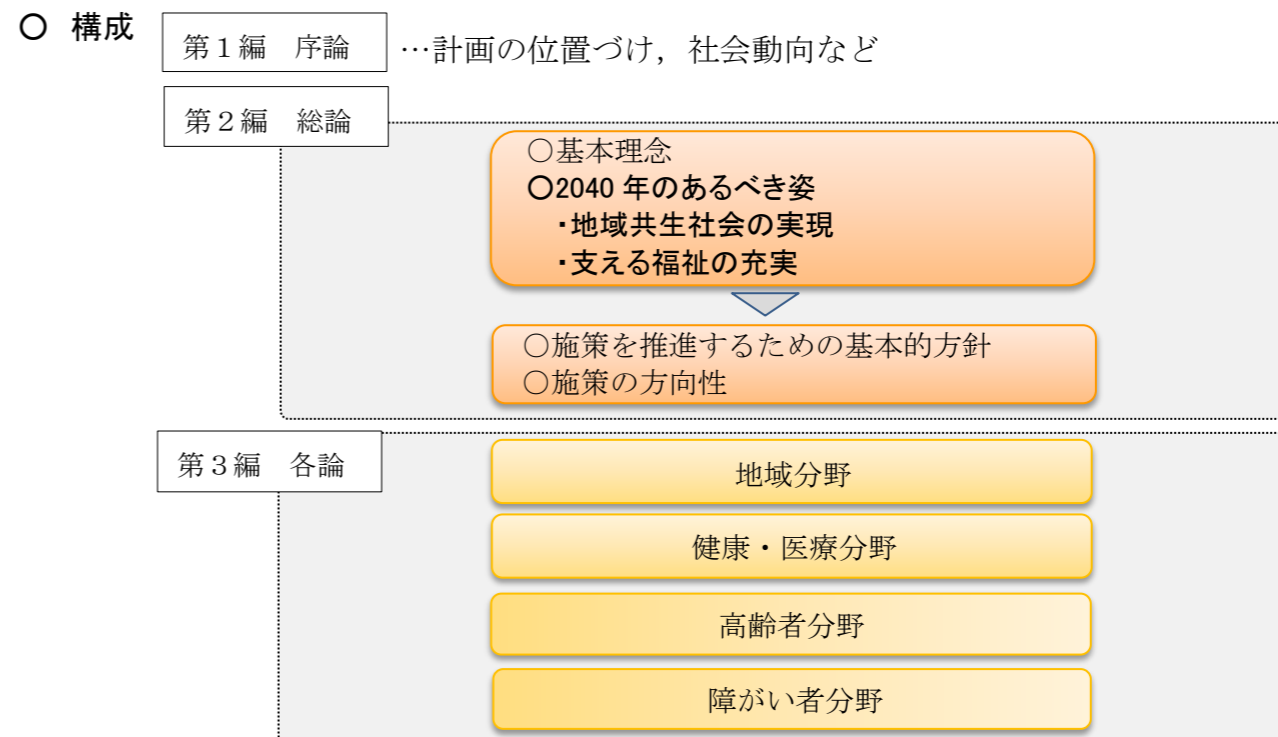 ○ 構成
第１編 序論
…計画の位置づけ，社会動向など
第２編 総論
○基本理念
○2040 年のあるべき姿
・地域共生社会の実現
・支える福祉の充実
○施策を推進するための基本的方針
○施策の方向性
第３編 各論
地域分野
健康・医療分野
高齢者分野
障がい者分野